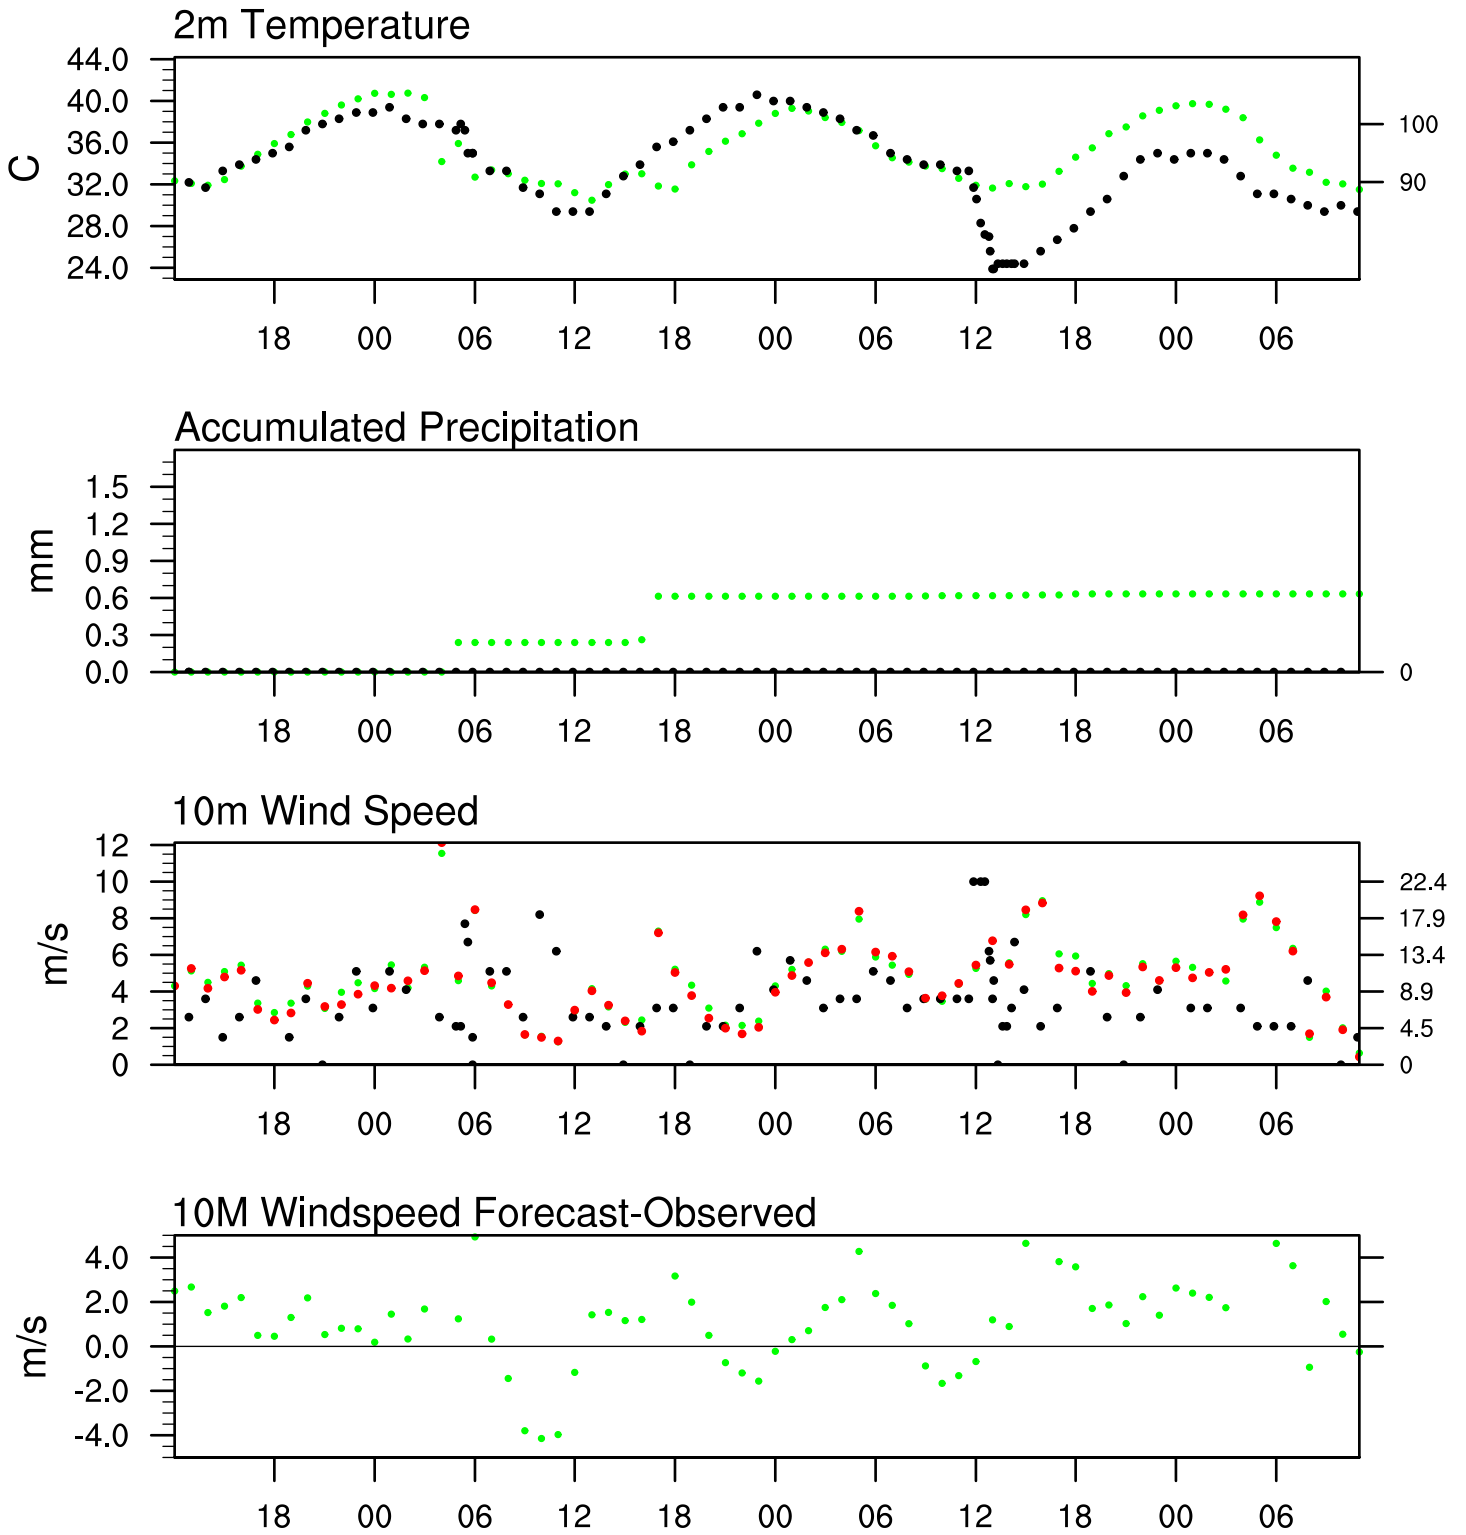 2m Temperature
44.0
40.0
36.0
32.0
28.0
24.0
C
100
90
18 00 06 12 18 00 06 12 18 00 06
Accumulated Precipitation
1.5
1.2
0.9
0.6
0.3
0.0
mm
0
18 00 06 12 18 00 06 12 18 00 06
10m Wind Speed
12
10
8
6
4
2
0
m/s
22.4
17.9
13.4
8.9
4.5
0
18 00 06 12 18 00 06 12 18 00 06
10M Windspeed Forecast-Observed
4.0
2.0
0.0
-2.0
-4.0
m/s
18 00 06 12 18 00 06 12 18 00 06